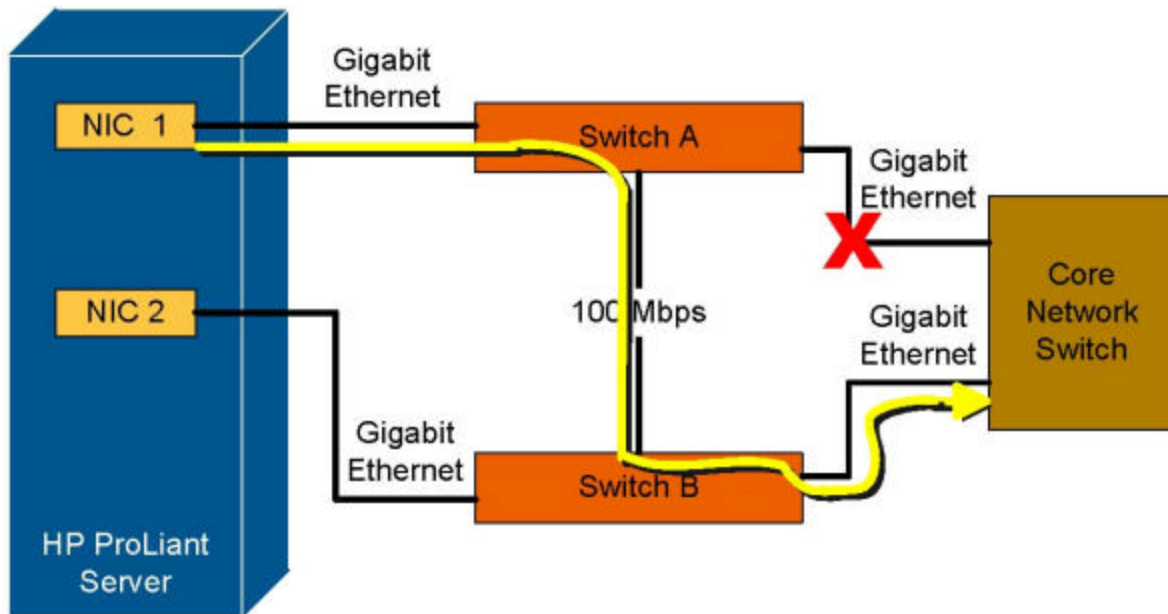 Gigabit
Ethernet
NIC 1
Switch A
Gigabit
Ethernet
Core
Network
Switch
NIC 2
100 Mbps
Gigabit
Ethernet
Gigabit
Ethernet
Switch B
HP ProLiant
Server